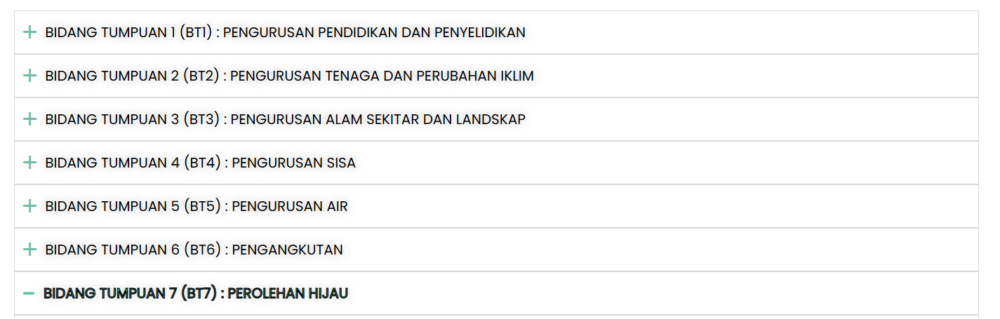 BIDANG TUMPUAN 1 (BT1) : PENGURUSAN PENDIDIKAN DAN PENYELIDIKAN
BIDANG TUMPUAN 2 (BT2) : PENGURUSAN TENAGA DAN PERUBAHAN IKLIM
BIDANG TUMPUAN 3 (BT3) : PENGURUSAN ALAM SEKITAR DAN LANDSKAP
BIDANG TUMPUAN 4 (BT4) : PENGURUSAN SISA
BIDANG TUMPUAN 5 (BT5) : PENGURUSAN AIR
BIDANG TUMPUAN 6 (BT6) : PENGANGKUTAN
BIDANG TUMPUAN 7 (BT7) : PEROLEHAN HIJAU